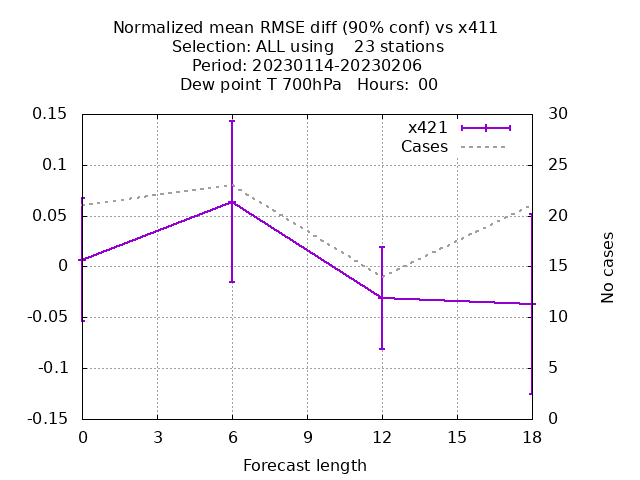 Normalized mean RMSE diff (90% conf) vs x411
Selection: ALL using    23 stations
Period: 20230114-20230206
Dew point T 700hPa   Hours:  00
x421
Cases
0.15
0.1
0.05
0
-0.05
-0.1
-0.15
30
25
20
15
10
5
0
No cases
0 3 6 9 12 15 18
Forecast length